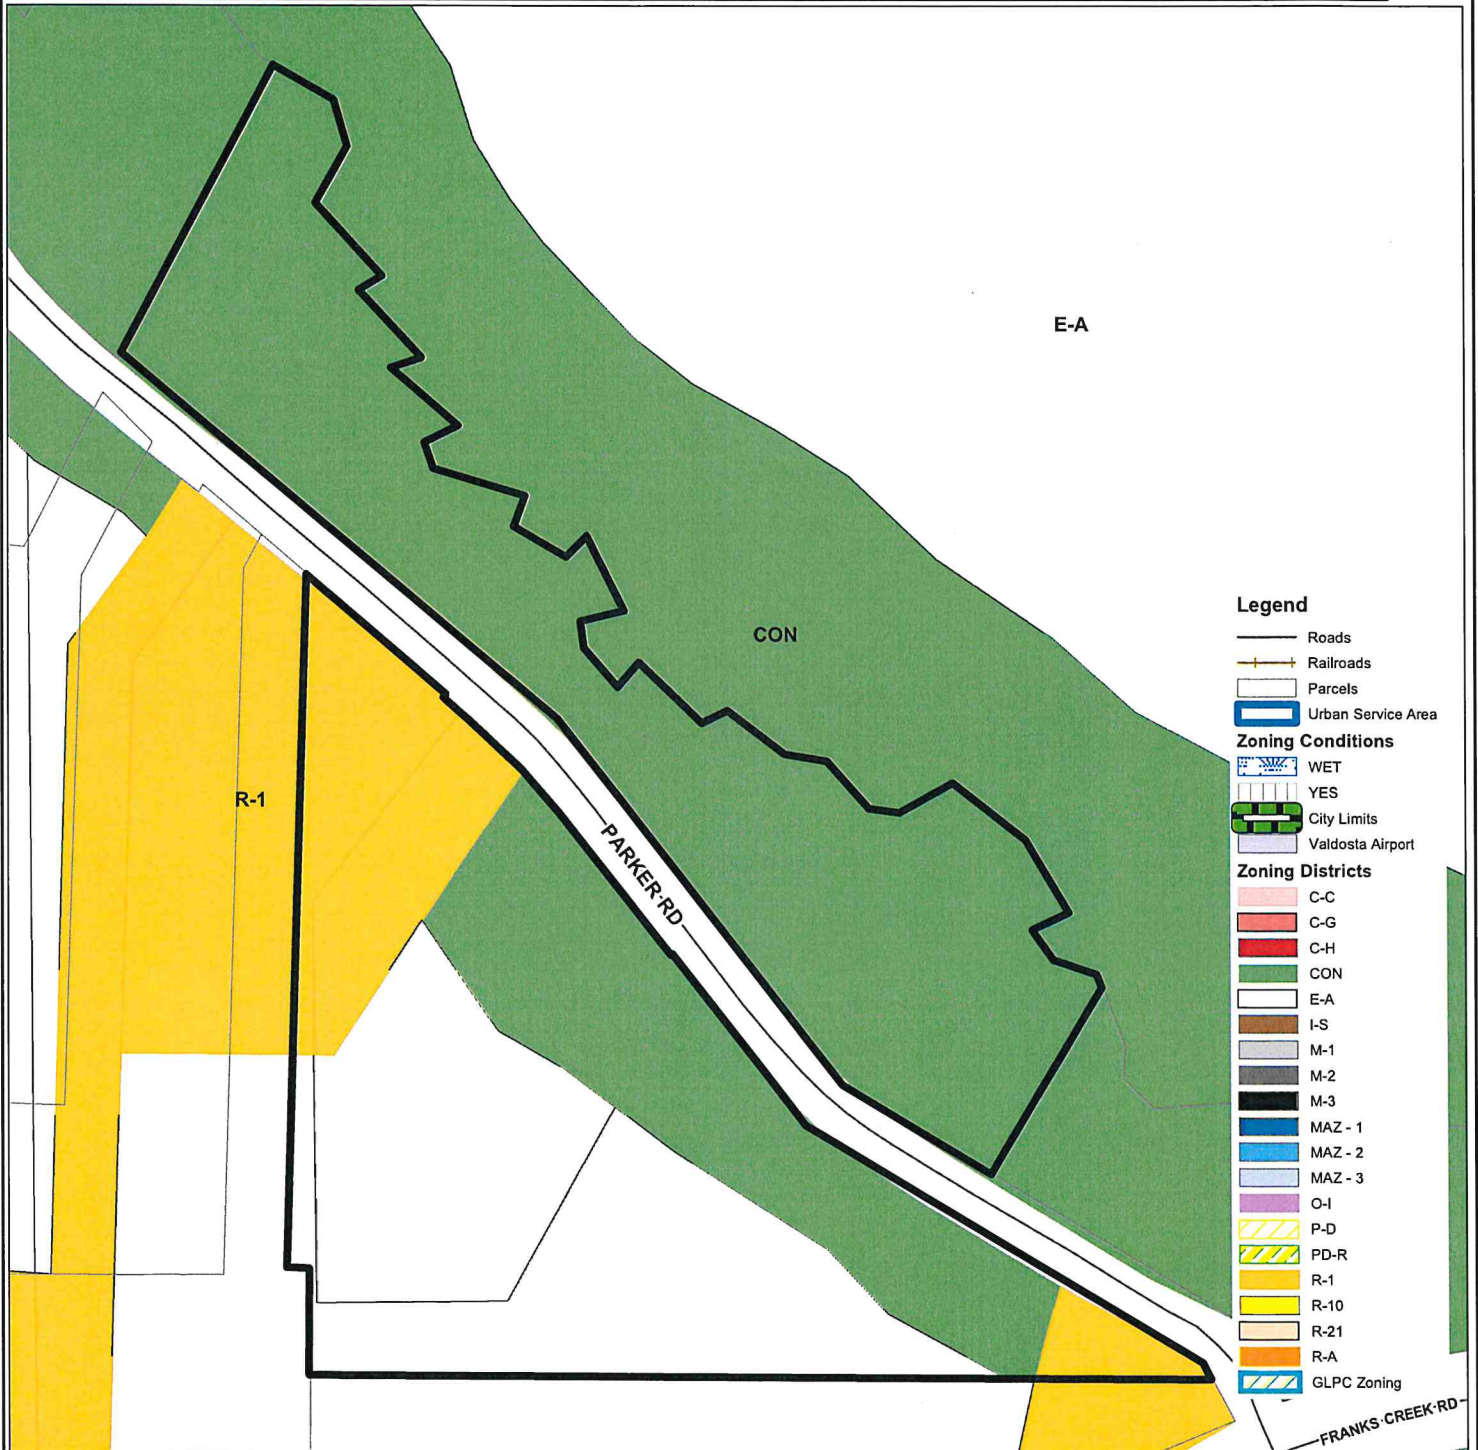 E-A
CON
R-1
PARKER RD
FRANKS CREEK RD
Legend
Roads
Railroads
Parcels
Urban Service Area
Zoning Conditions
WET
YES
City Limits
Valdosta Airport
Zoning Districts
C-C
C-G
C-H
CON
E-A
I-S
M-1
M-2
M-3
MAZ - 1
MAZ - 2
MAZ - 3
O-I
P-D
PD-R
R-1
R-10
R-21
R-A
GLPC Zoning